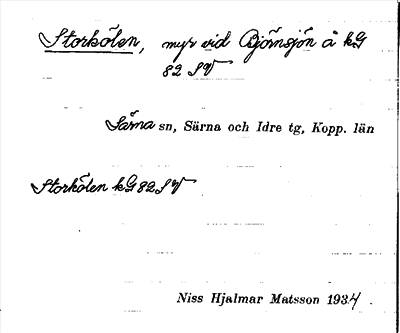 Storkölen, myr vid Björnsjön å kG
82 SV
Särna sn, Särna och Idre tg, Kopp. län
Storkölen kG 82 SV
Niss Hjalmar Matsson 1934.